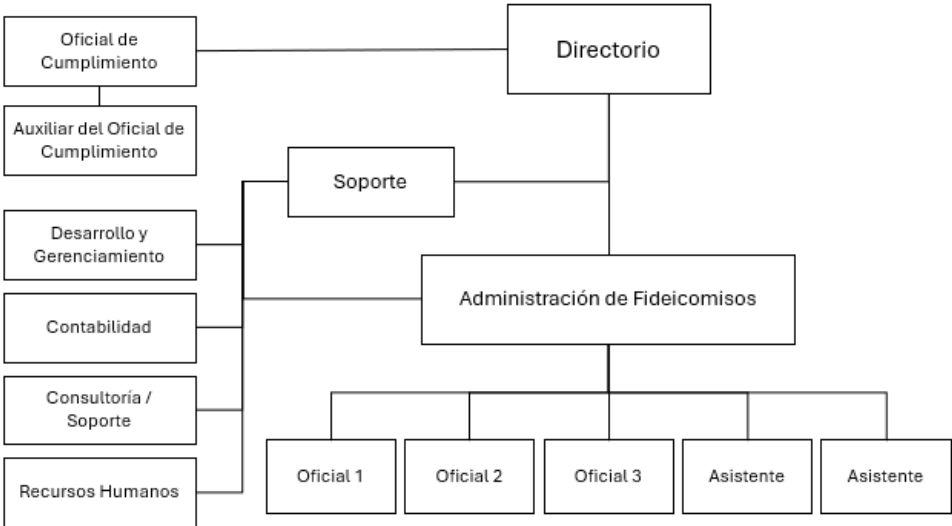 Oficial de
Cumplimiento
Directorio
Auxiliar del Oficial de
Cumplimiento
Soporte
Desarrollo y
Gerenciamiento
Administración de Fideicomisos
Contabilidad
Consultoría /
Soporte
Recursos Humanos
Oficial 1
Oficial 2
Oficial 3
Asistente
Asistente